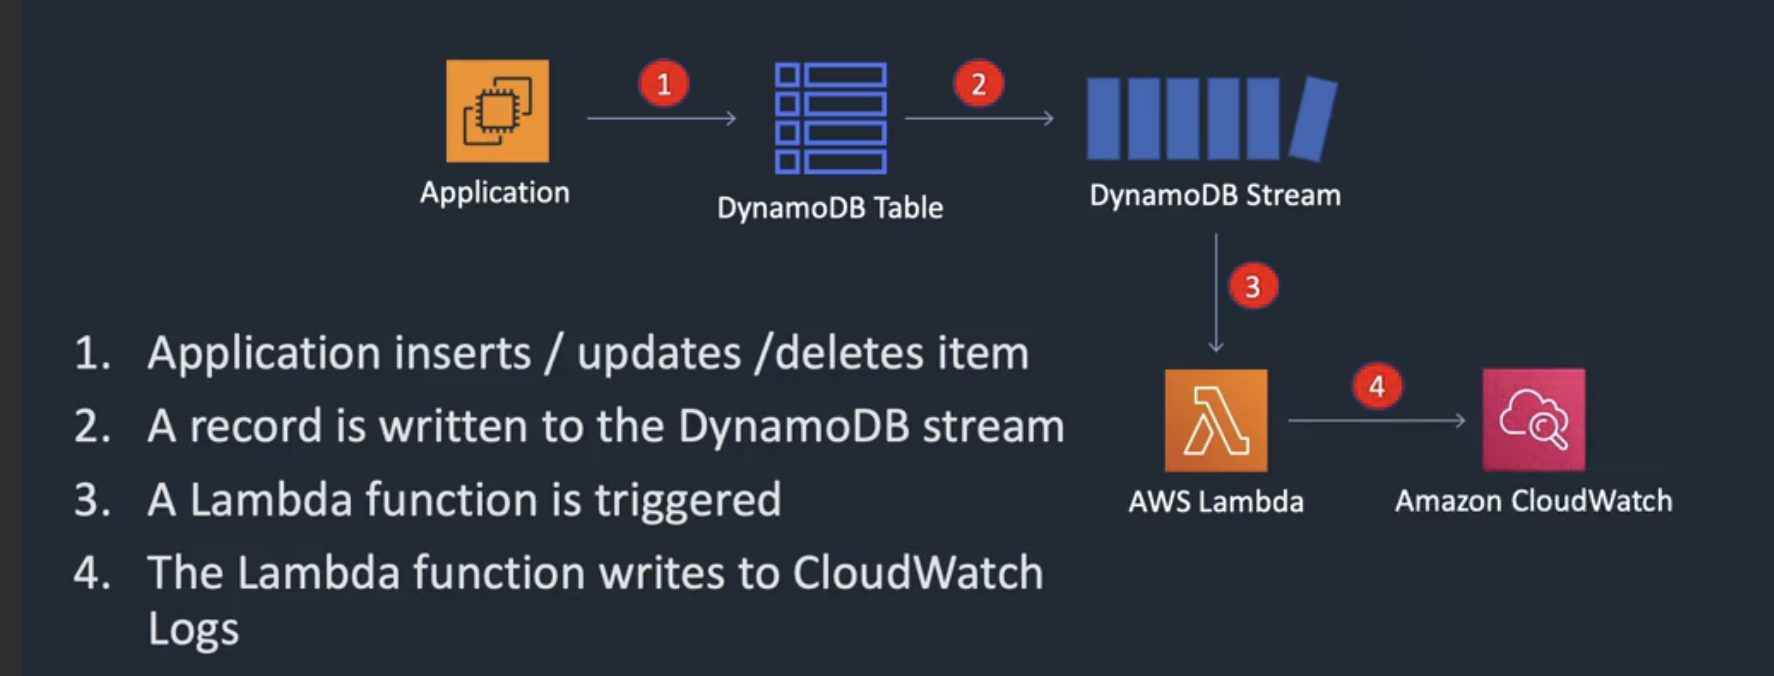 1
2
Application
DynamoDB Table
DynamoDB Stream
3
1. Application inserts / updates /deletes item
2. A record is written to the DynamoDB stream
3. A Lambda function is triggered
4. The Lambda function writes to CloudWatch
Logs
4
AWS Lambda
Amazon CloudWatch